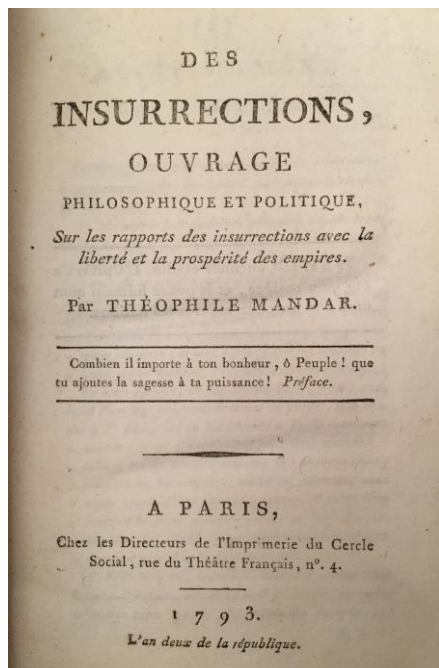 DES
INSURRECTIONS,
OUVRAGE
PHILOSOPHIQUE ET POLITIQUE,
Sur les rapports des insurrections avec la
liberté et la prospérité des empires.
Par THÉOPHILE MANDAR.
Combien il importe à ton bonheur, ô Peuple! que
tu ajoutes la sagesse à ta puissance! Préface.
A PARIS,
Chez les Directeurs de l'Imprimerie du Cercle
Social, rue du Théâtre Français, n°. 4.
1793.
L'an deux de la république.